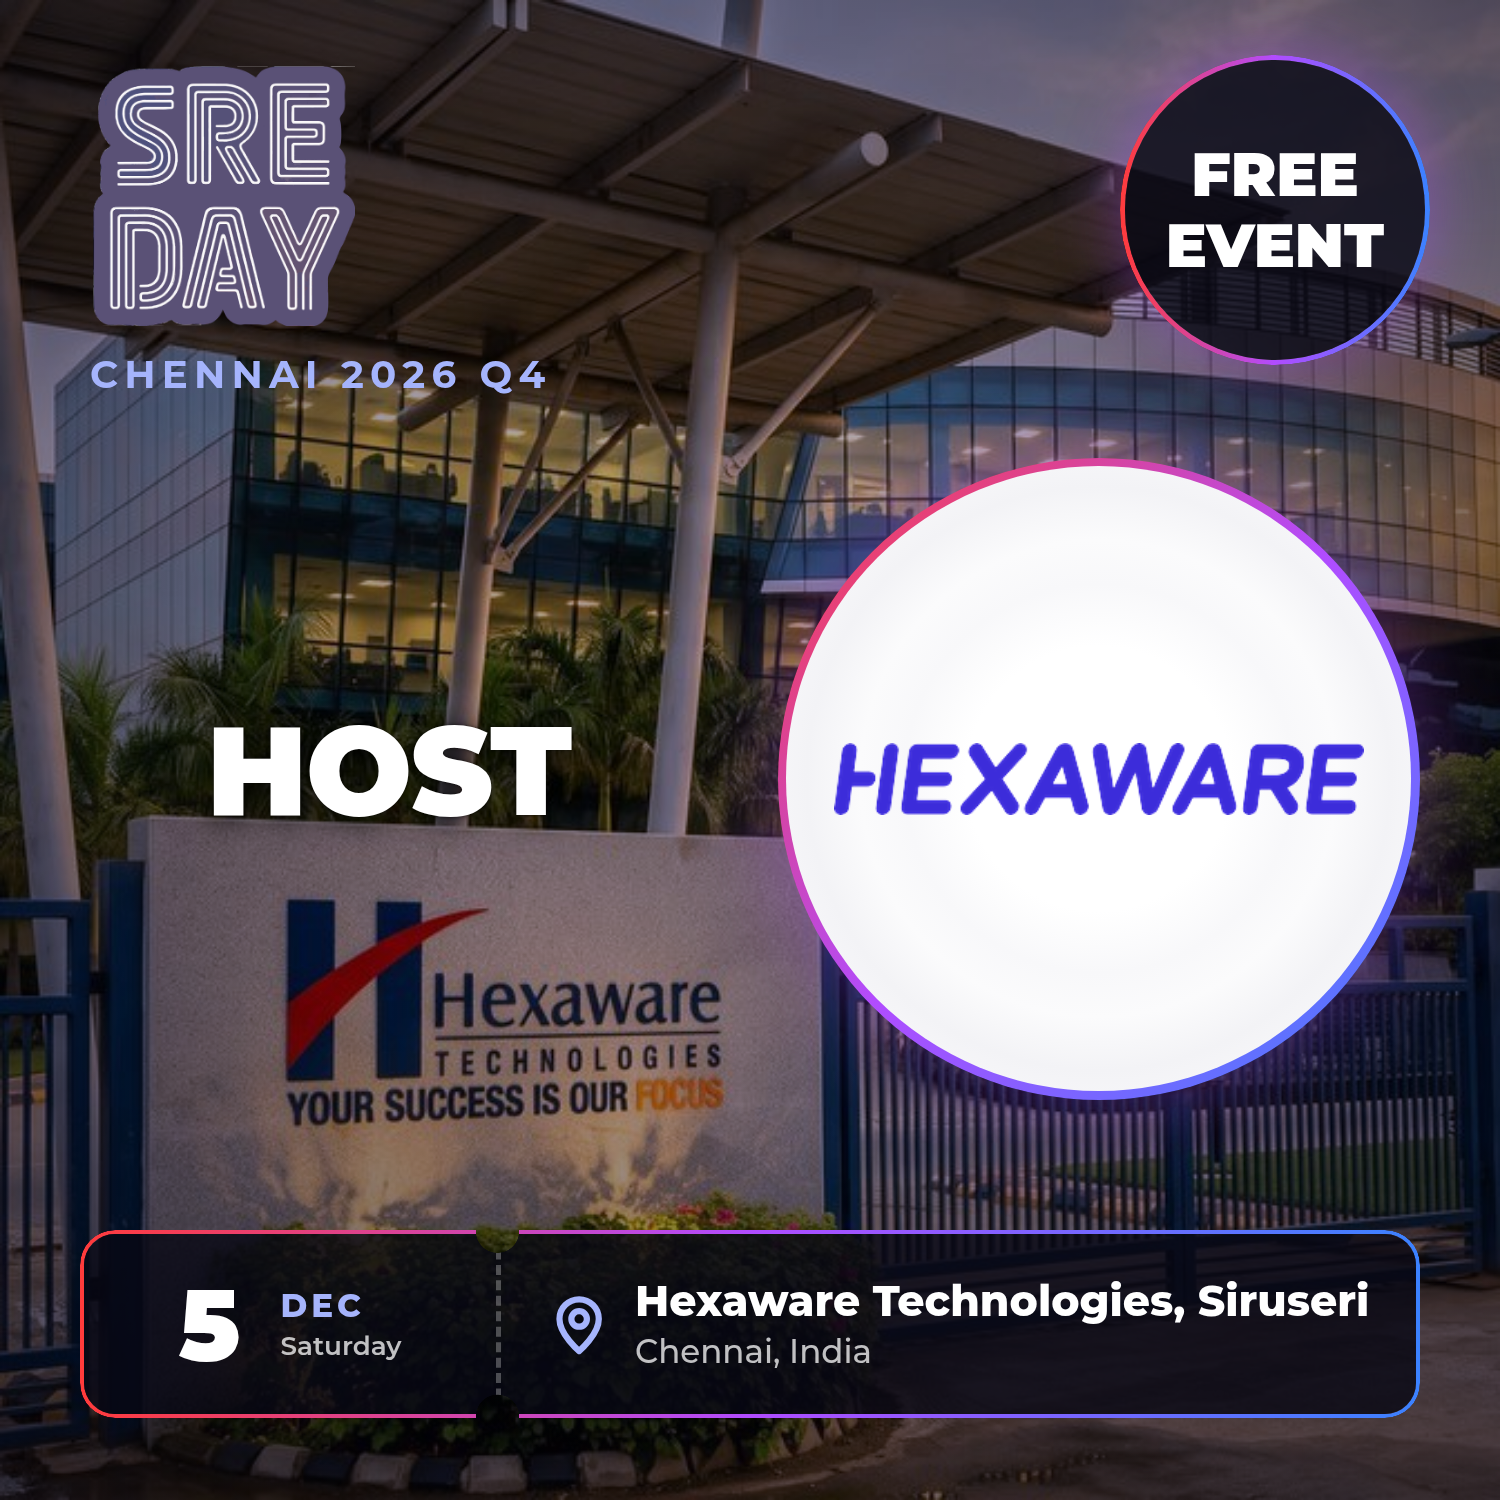 SRE
DAY
CHENNAI 2026 Q4
FREE
EVENT
HOST
HEXAWARE
Hexaware
TECHNOLOGIES
YOUR SUCCESS IS OUR FOCUS
5
DEC
Saturday
Hexaware Technologies, Siruseri
Chennai, India